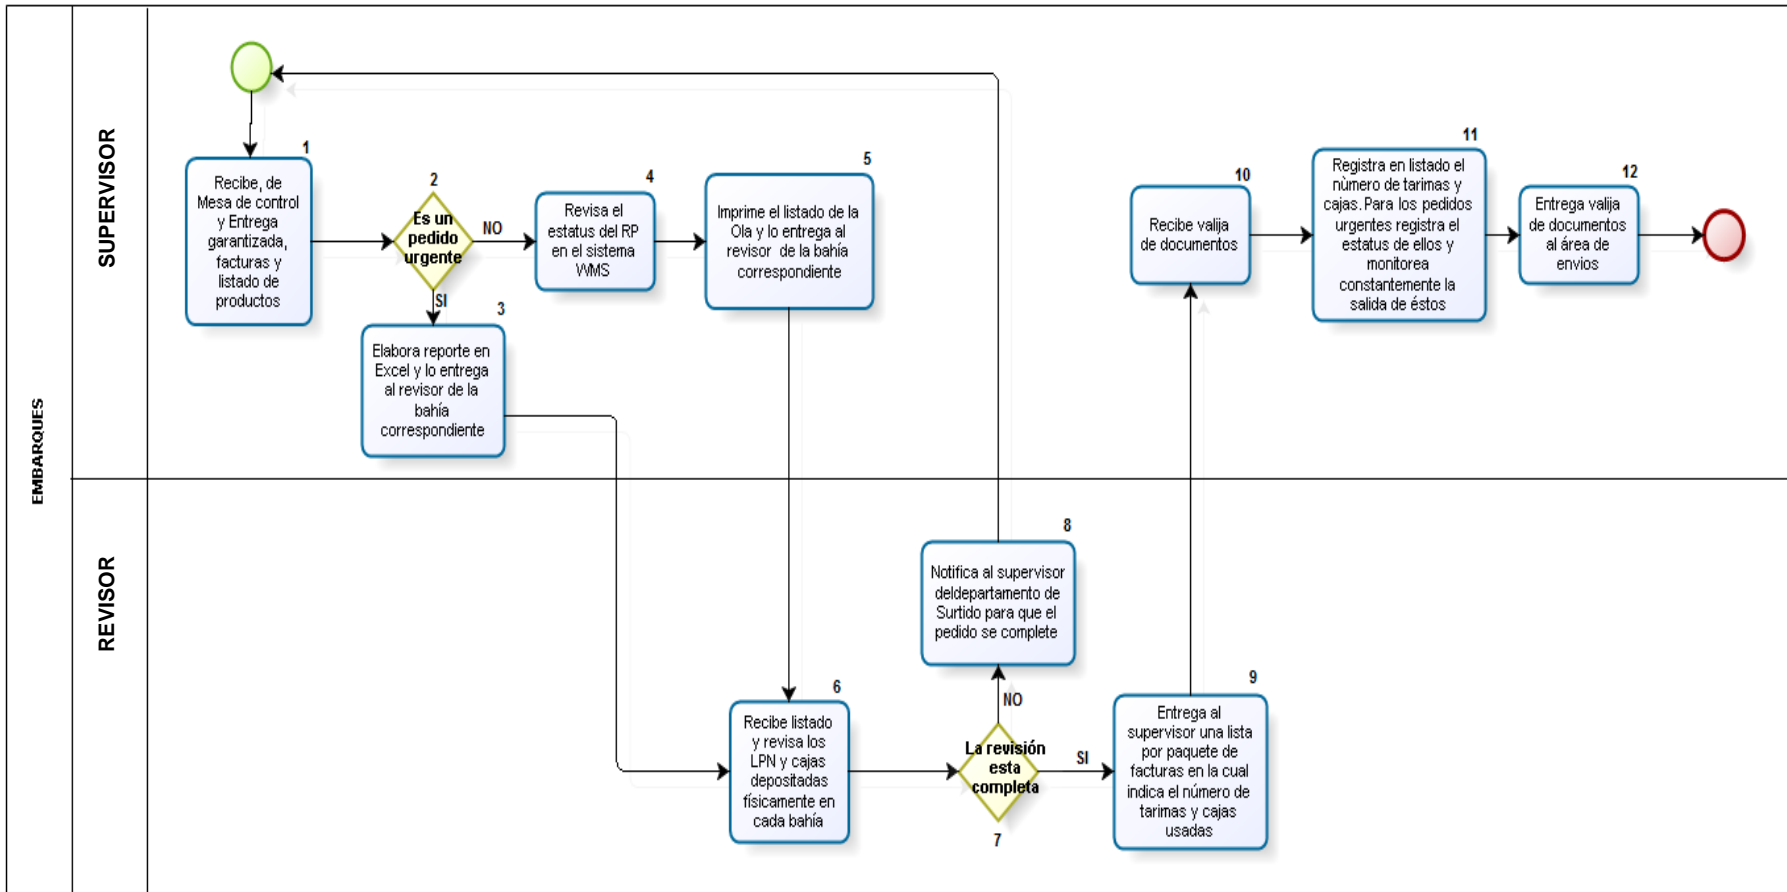 EMBARQUES
SUPERVISOR
1
Recibe, de
Mesa de control
y Entrega
garantizada,
facturas y
listado de
productos
2
Es un
pedido
urgente
NO
SI
3
Elabora reporte en
Excel y lo entrega
al revisor de la
bahía
correspondiente
4
Revisa el
estatus del RP
en el sistema
WMS
5
Imprime el listado de la
Ola y lo entrega al
revisor de la bahía
correspondiente
10
Recibe valija
de documentos
11
Registra en listado el
nùmero de tarimas y
cajas.Para los pedidos
urgentes registra el
estatus de ellos y
monitorea
constantemente la
salida de éstos
12
Entrega valija
de documentos
al área de
envios
REVISOR
6
Recibe listado
y revisa los
LPN y cajas
depositadas
físicamente en
cada bahía
La revisión
esta
completa
7
NO
SI
8
Notifica al supervisor
deldepartamento de
Surtido para que el
pedido se complete
9
Entrega al
supervisor una lista
por paquete de
facturas en la cual
indica el número de
tarimas y cajas
usadas